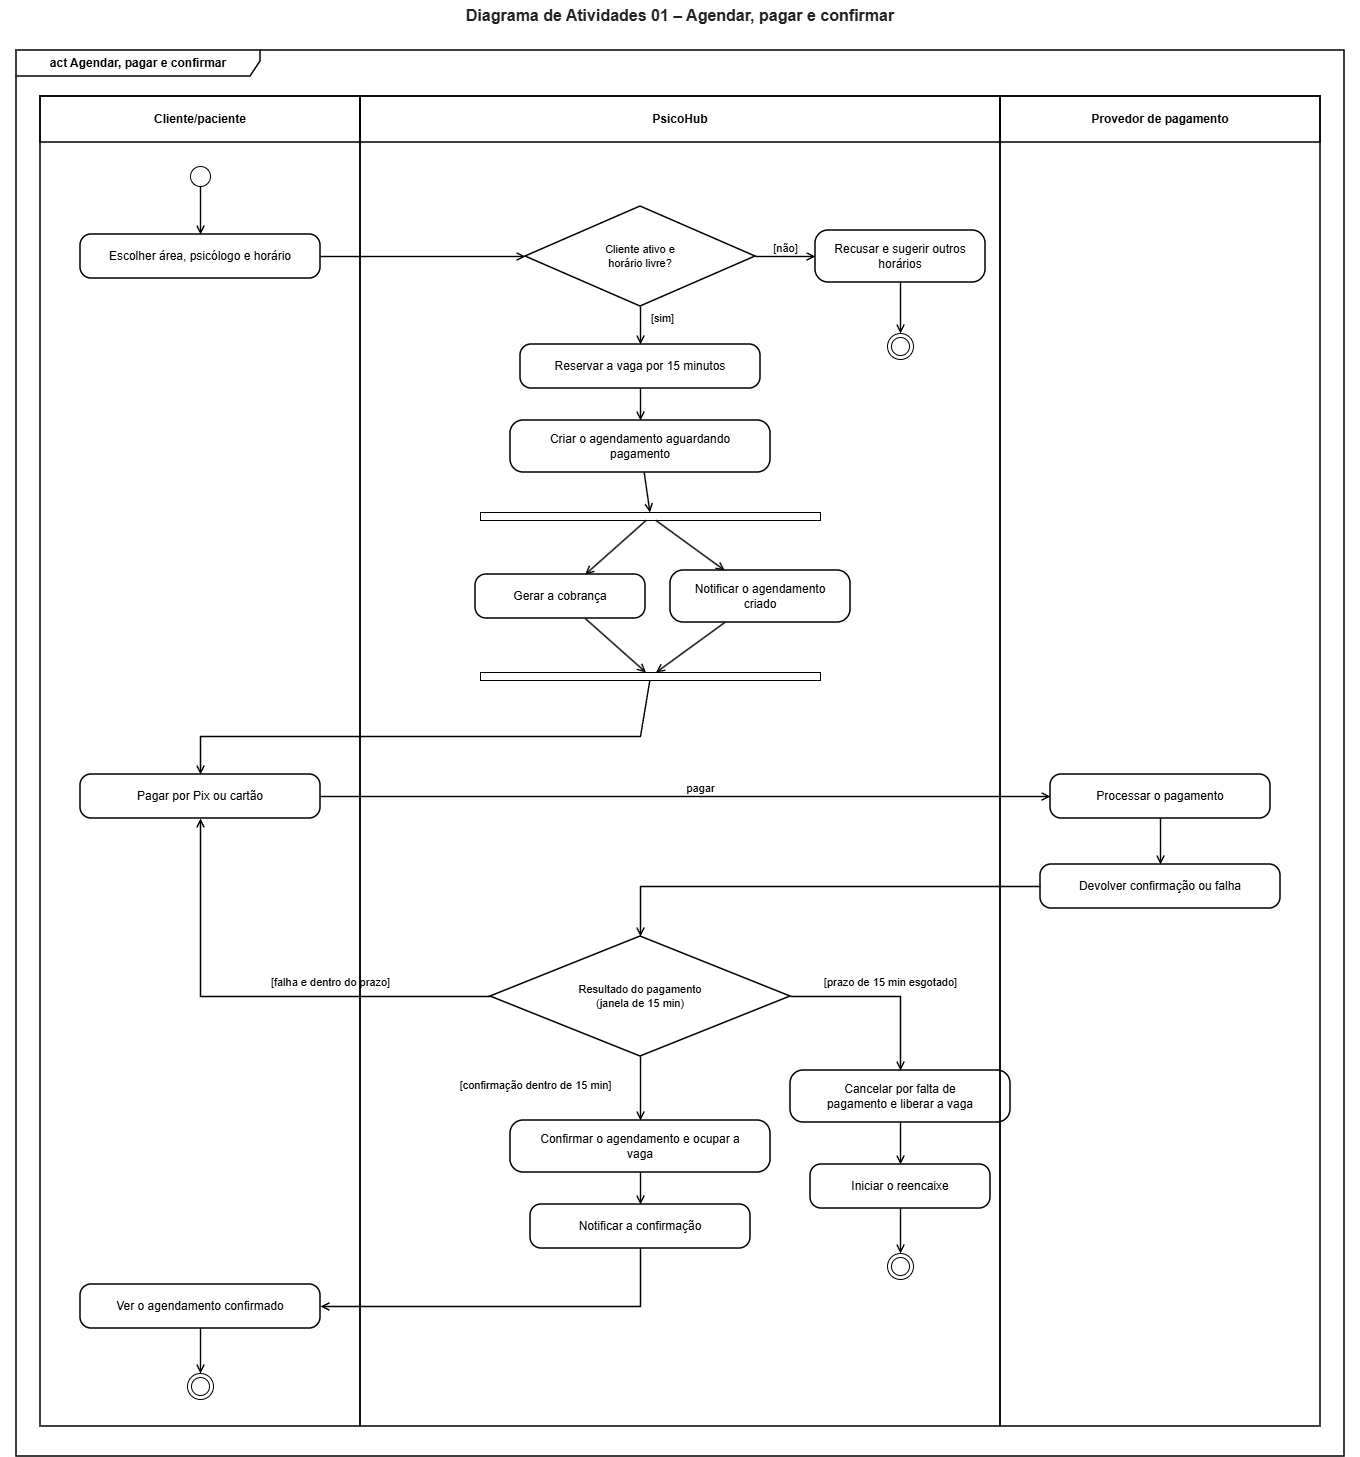 Diagrama de Atividades 01 – Agendar, pagar e confirmar
act Agendar, pagar e confirmar
Cliente/paciente
PsicoHub
Provedor de pagamento
Escolher área, psicólogo e horário
Cliente ativo e
horário livre?
[não]
Recusar e sugerir outros
horários
[sim]
Reservar a vaga por 15 minutos
Criar o agendamento aguardando
pagamento
Gerar a cobrança
Notificar o agendamento
criado
Pagar por Pix ou cartão
pagar
Processar o pagamento
Devolver confirmação ou falha
[falha e dentro do prazo]
Resultado do pagamento
(janela de 15 min)
[prazo de 15 min esgotado]
[confirmação dentro de 15 min]
Cancelar por falta de
pagamento e liberar a vaga
Confirmar o agendamento e ocupar a
vaga
Iniciar o reencaixe
Notificar a confirmação
Ver o agendamento confirmado